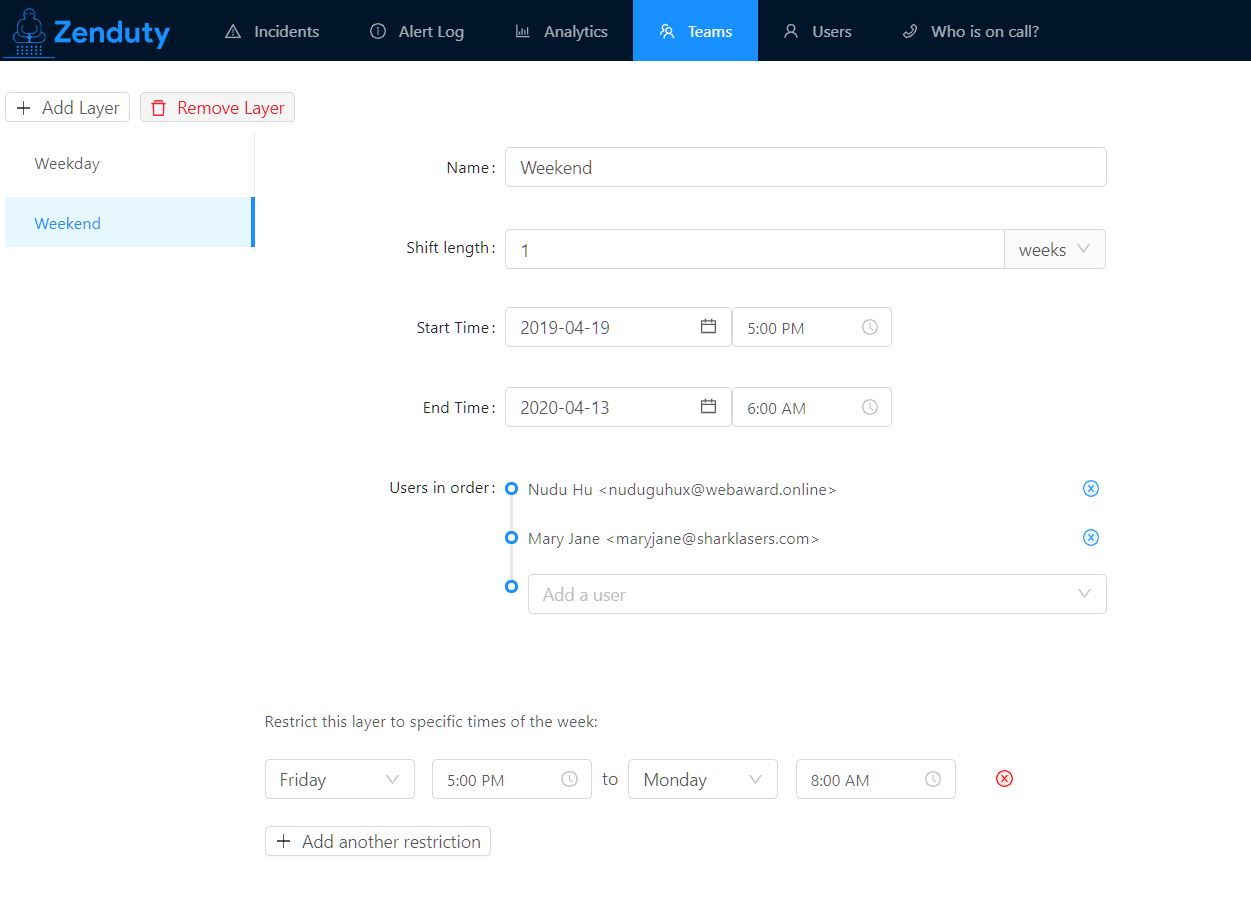 Zenduty Incidents Alert Log Analytics Teams Users Who is on call?
Add Layer Remove Layer
Weekday
Weekend
Name: Weekend
Shift length: 1 weeks
Start Time: 2019-04-19 5:00 PM
End Time: 2020-04-13 6:00 AM
Users in order: Nudu Hu <nuduguhux@webaward.online>
Mary Jane <maryjane@sharklasers.com>
Add a user
Restrict this layer to specific times of the week:
Friday 5:00 PM to Monday 8:00 AM
Add another restriction